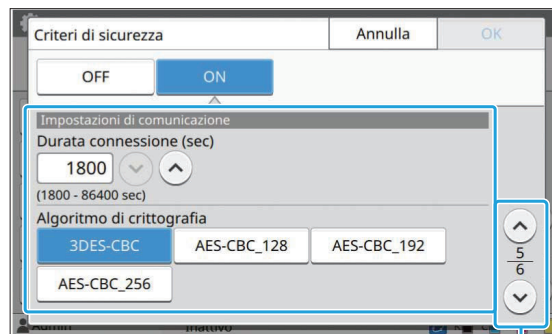 Criteri di sicurezza
Annulla
OK
OFF
ON
Impostazioni di comunicazione
Durata connessione (sec)
1800
(1800 - 86400 sec)
Algoritmo di crittografia
3DES-CBC
AES-CBC_128
AES-CBC_192
AES-CBC_256
5
6
Admin
Inattivo